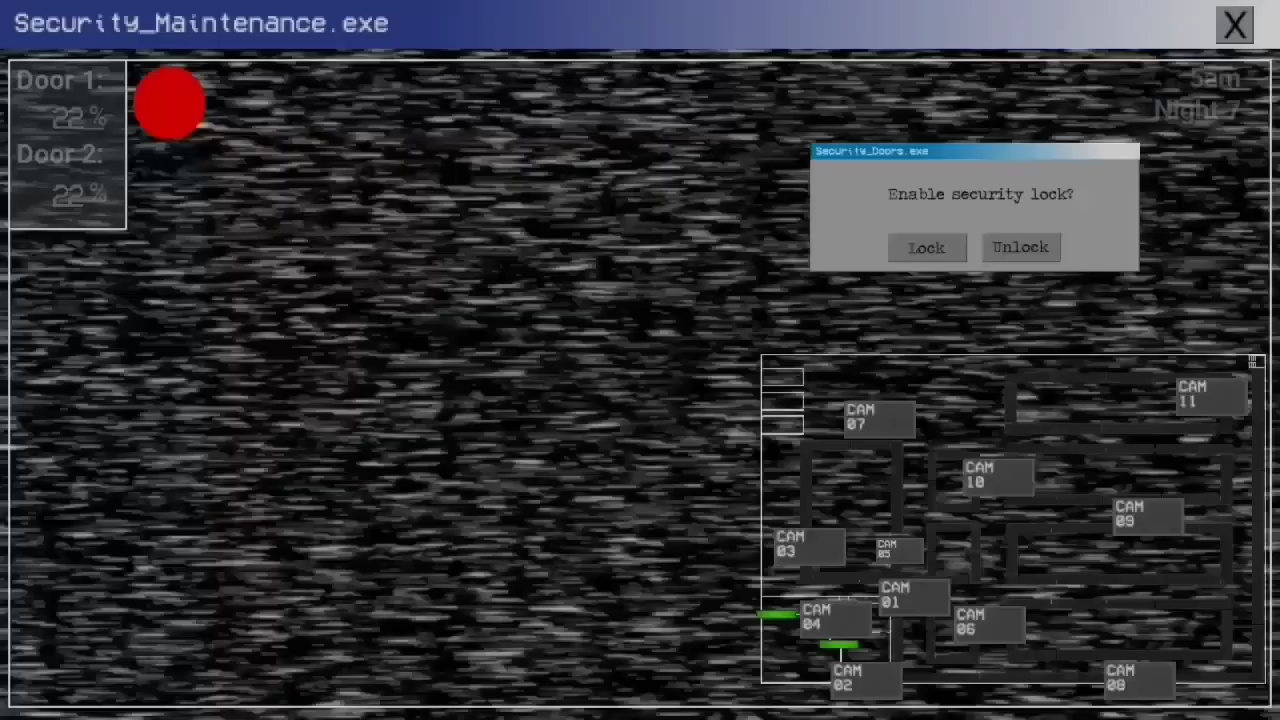 Security_Maintenance.exe
X
Door 1:
22%
Door 2:
22%
5am
Night 7
Security_Doors.exe
Enable security lock?
Lock Unlock
CAM
11
CAM
07
CAM
10
CAM
09
CAM
03
CAM
05
CAM
01
CAM
04
CAM
06
CAM
02
CAM
08